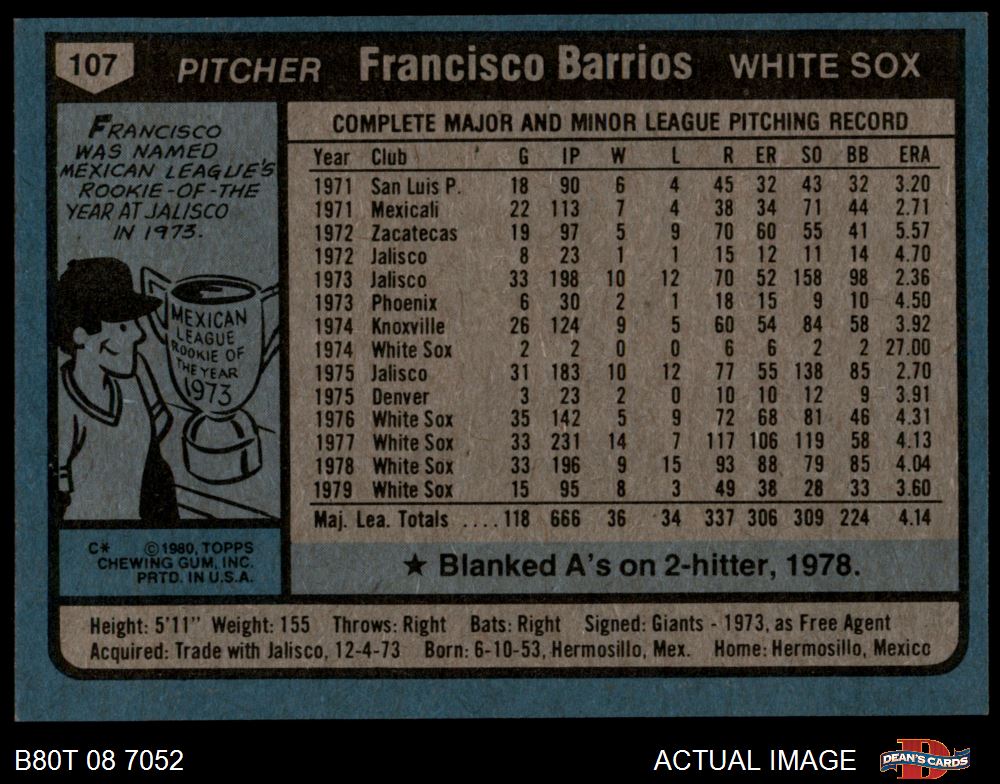 107 PITCHER Francisco Barrios WHITE SOX
FRANCISCO
WAS NAMED
MEXICAN LEAGUE'S
ROOKIE-OF-THE
YEAR AT JALISCO
IN 1973.
MEXICAN
LEAGUE
ROOKIE OF
THE YEAR
1973
C* ©1980, TOPPS
CHEWING GUM, INC.
PRTD. IN U.S.A.
COMPLETE MAJOR AND MINOR LEAGUE PITCHING RECORD
Year Club G IP W L R ER SO BB ERA
1971 San Luis P. 18 90 6 4 45 32 43 32 3.20
1971 Mexicali 22 113 7 4 38 34 71 44 2.71
1972 Zacatecas 19 97 5 9 70 60 55 41 5.57
1972 Jalisco 8 23 1 1 15 12 11 14 4.70
1973 Jalisco 33 198 10 12 70 52 158 98 2.36
1973 Phoenix 6 30 2 1 18 15 9 10 4.50
1974 Knoxville 26 124 9 5 60 54 84 58 3.92
1974 White Sox 2 2 0 0 6 6 2 2 27.00
1975 Jalisco 31 183 10 12 77 55 138 85 2.70
1975 Denver 3 23 2 0 10 10 12 9 3.91
1976 White Sox 35 142 5 9 72 68 81 46 4.31
1977 White Sox 33 231 14 7 117 106 119 58 4.13
1978 White Sox 33 196 9 15 93 88 79 85 4.04
1979 White Sox 15 95 8 3 49 38 28 33 3.60
Maj. Lea. Totals ....118 666 36 34 337 306 309 224 4.14
★ Blanked A's on 2-hitter, 1978.
Height: 5'11" Weight: 155 Throws: Right Bats: Right Signed: Giants - 1973, as Free Agent
Acquired: Trade with Jalisco, 12-4-73 Born: 6-10-53, Hermosillo, Mex. Home: Hermosillo, Mexico
B80T 08 7052 ACTUAL IMAGE DEAN'S CARDS